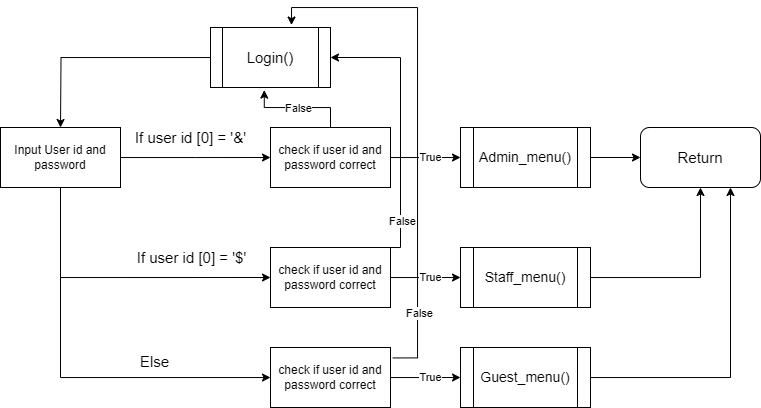 Login()
False
Input User id and
password
If user id [0] = '&'
check if user id and
password correct
True
Admin_menu()
Return
False
If user id [0] = '$'
check if user id and
password correct
True
Staff_menu()
False
Else
check if user id and
password correct
True
Guest_menu()